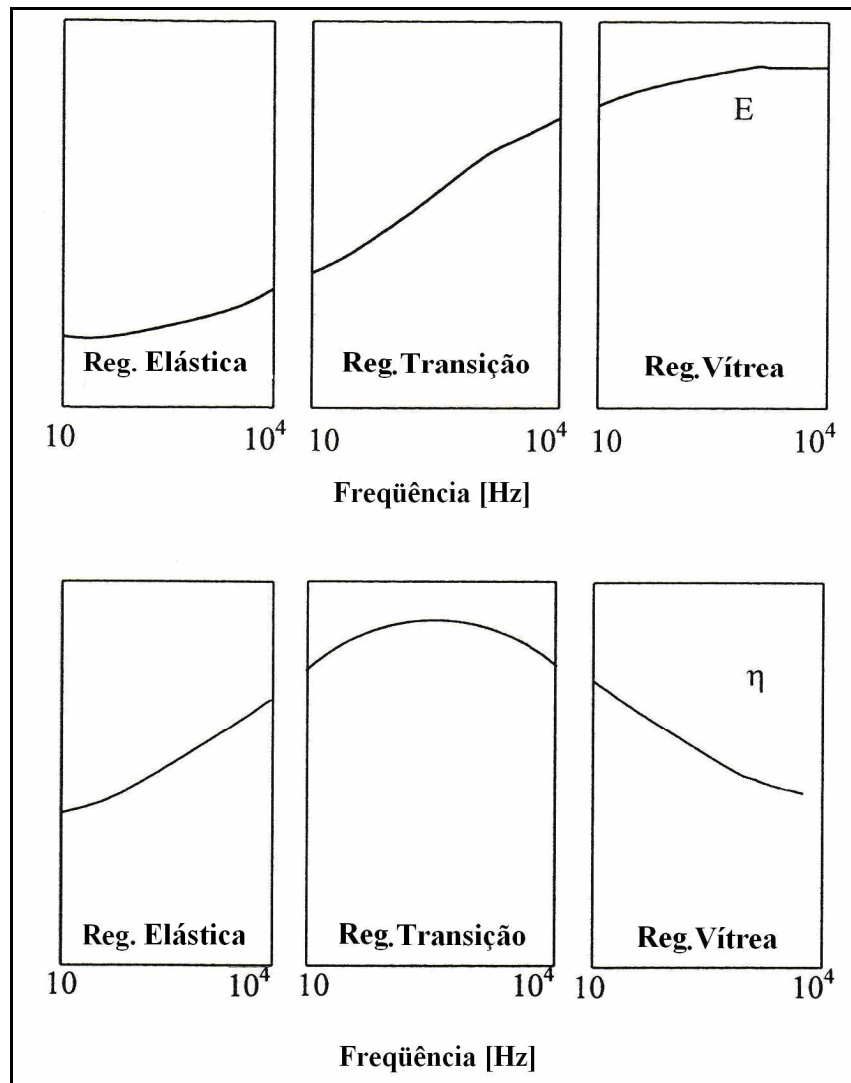 E
Reg. Elástica
Reg. Transição
Reg. Vítrea
10 10⁴ 10 10⁴ 10 10⁴
Freqüência [Hz]
η
Reg. Elástica
Reg. Transição
Reg. Vítrea
10 10⁴ 10 10⁴ 10 10⁴
Freqüência [Hz]